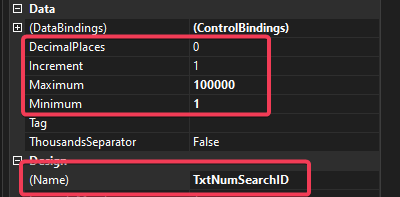 Data
(DataBindings) (ControlBindings)
DecimalPlaces 0
Increment 1
Maximum 100000
Minimum 1
Tag
ThousandsSeparator False
Design
(Name) TxtNumSearchID